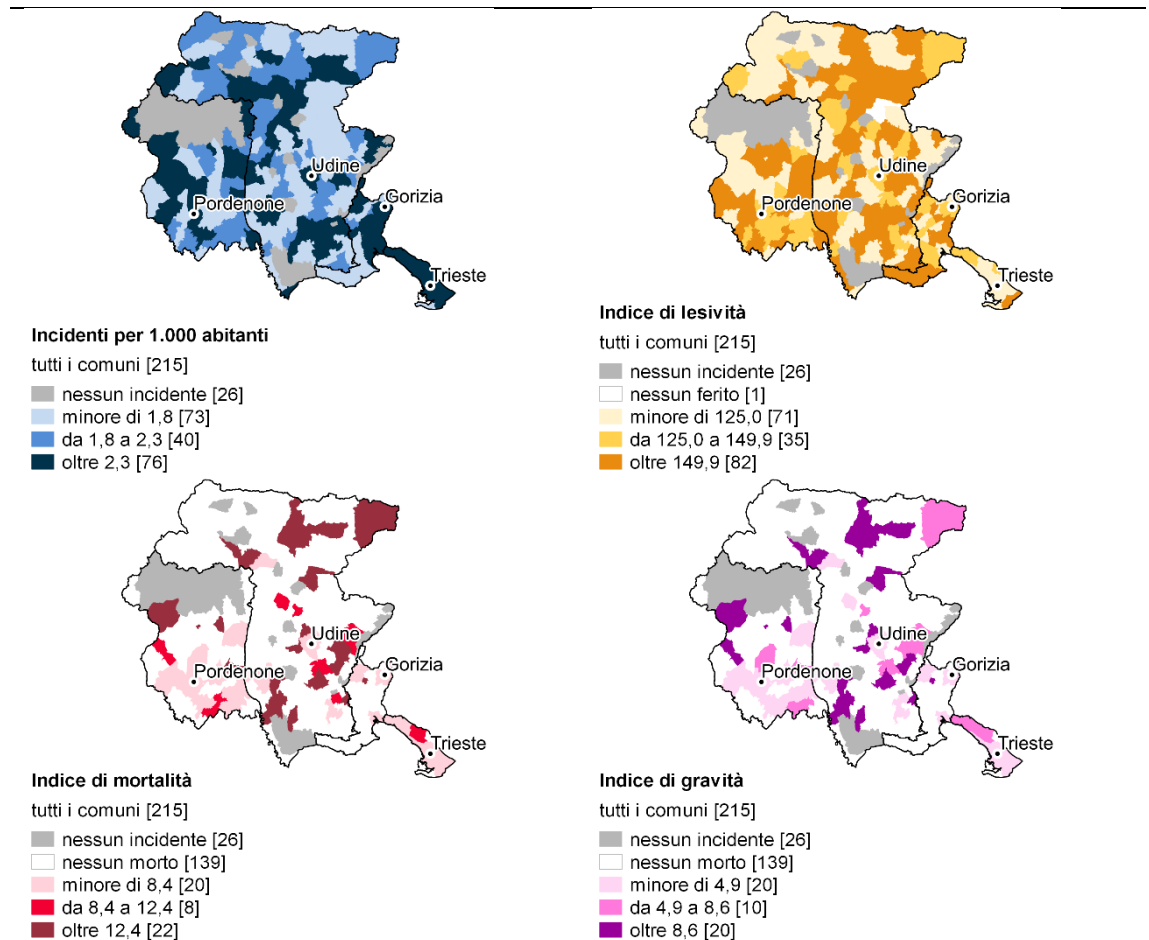 Udine
Pordenone
Gorizia
Trieste
Incidenti per 1.000 abitanti
tutti i comuni [215]
nessun incidente [26]
minore di 1,8 [73]
da 1,8 a 2,3 [40]
oltre 2,3 [76]
Udine
Pordenone
Gorizia
Trieste
Indice di lesività
tutti i comuni [215]
nessun incidente [26]
nessun ferito [1]
minore di 125,0 [71]
da 125,0 a 149,9 [35]
oltre 149,9 [82]
Udine
Pordenone
Gorizia
Trieste
Indice di mortalità
tutti i comuni [215]
nessun incidente [26]
nessun morto [139]
minore di 8,4 [20]
da 8,4 a 12,4 [8]
oltre 12,4 [22]
Udine
Gorizia
Pordenone
Trieste
Indice di gravità
tutti i comuni [215]
nessun incidente [26]
nessun morto [139]
minore di 4,9 [20]
da 4,9 a 8,6 [10]
oltre 8,6 [20]